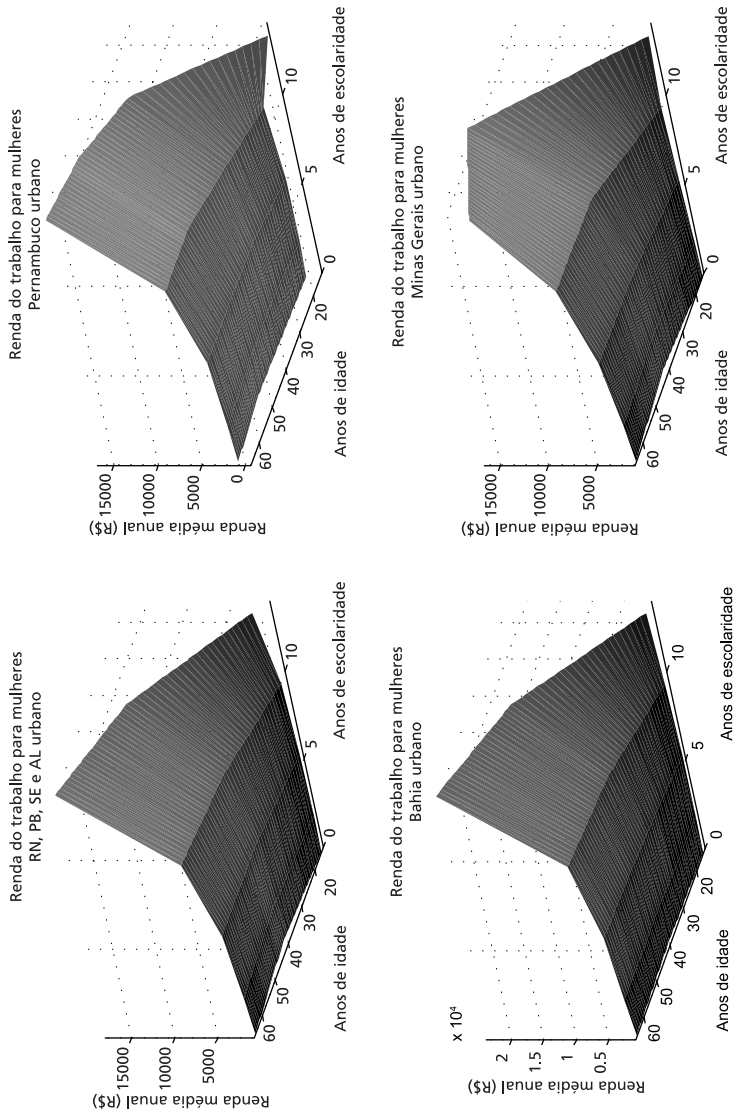 Renda do trabalho para mulheres
RN, PB, SE e AL urbano
Renda média anual (R$)
15000
10000
5000
60
50
40
30
20
Anos de idade
0
5
10
Anos de escolaridade
Renda do trabalho para mulheres
Pernambuco urbano
Renda média anual (R$)
15000
10000
5000
0
60
50
40
30
20
Anos de idade
0
5
10
Anos de escolaridade
Renda do trabalho para mulheres
Bahia urbano
x 10⁴
Renda média anual (R$)
2
1.5
1
0.5
60
50
40
30
20
Anos de idade
0
5
10
Anos de escolaridade
Renda do trabalho para mulheres
Minas Gerais urbano
Renda média anual (R$)
15000
10000
5000
60
50
40
30
20
Anos de idade
0
5
10
Anos de escolaridade